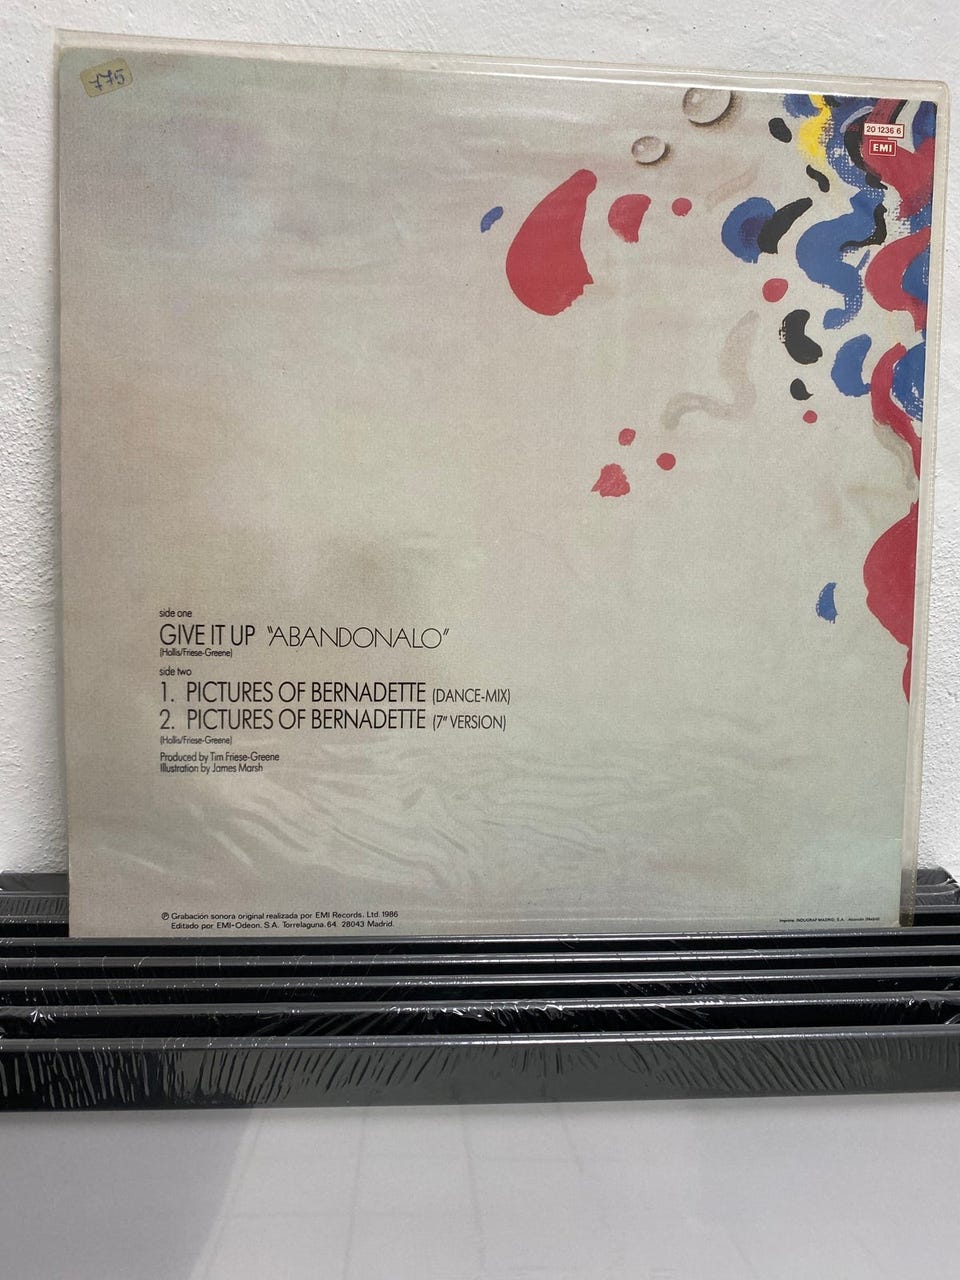 775
20 1236 6
EMI
side one
GIVE IT UP "ABANDONALO"
(Hollis/Friese-Greene)
side two
1. PICTURES OF BERNADETTE (DANCE-MIX)
2. PICTURES OF BERNADETTE (7" VERSION)
(Hollis/Friese-Greene)
Produced by Tim Friese-Greene
Illustration by James Marsh
℗ Grabación sonora original realizada por EMI Records. Ltd. 1986
Editado por EMI-Odeon. S.A. Torrelaguna. 64. 28043 Madrid.
Imprime: INDUGRAF MADRID, S.A.